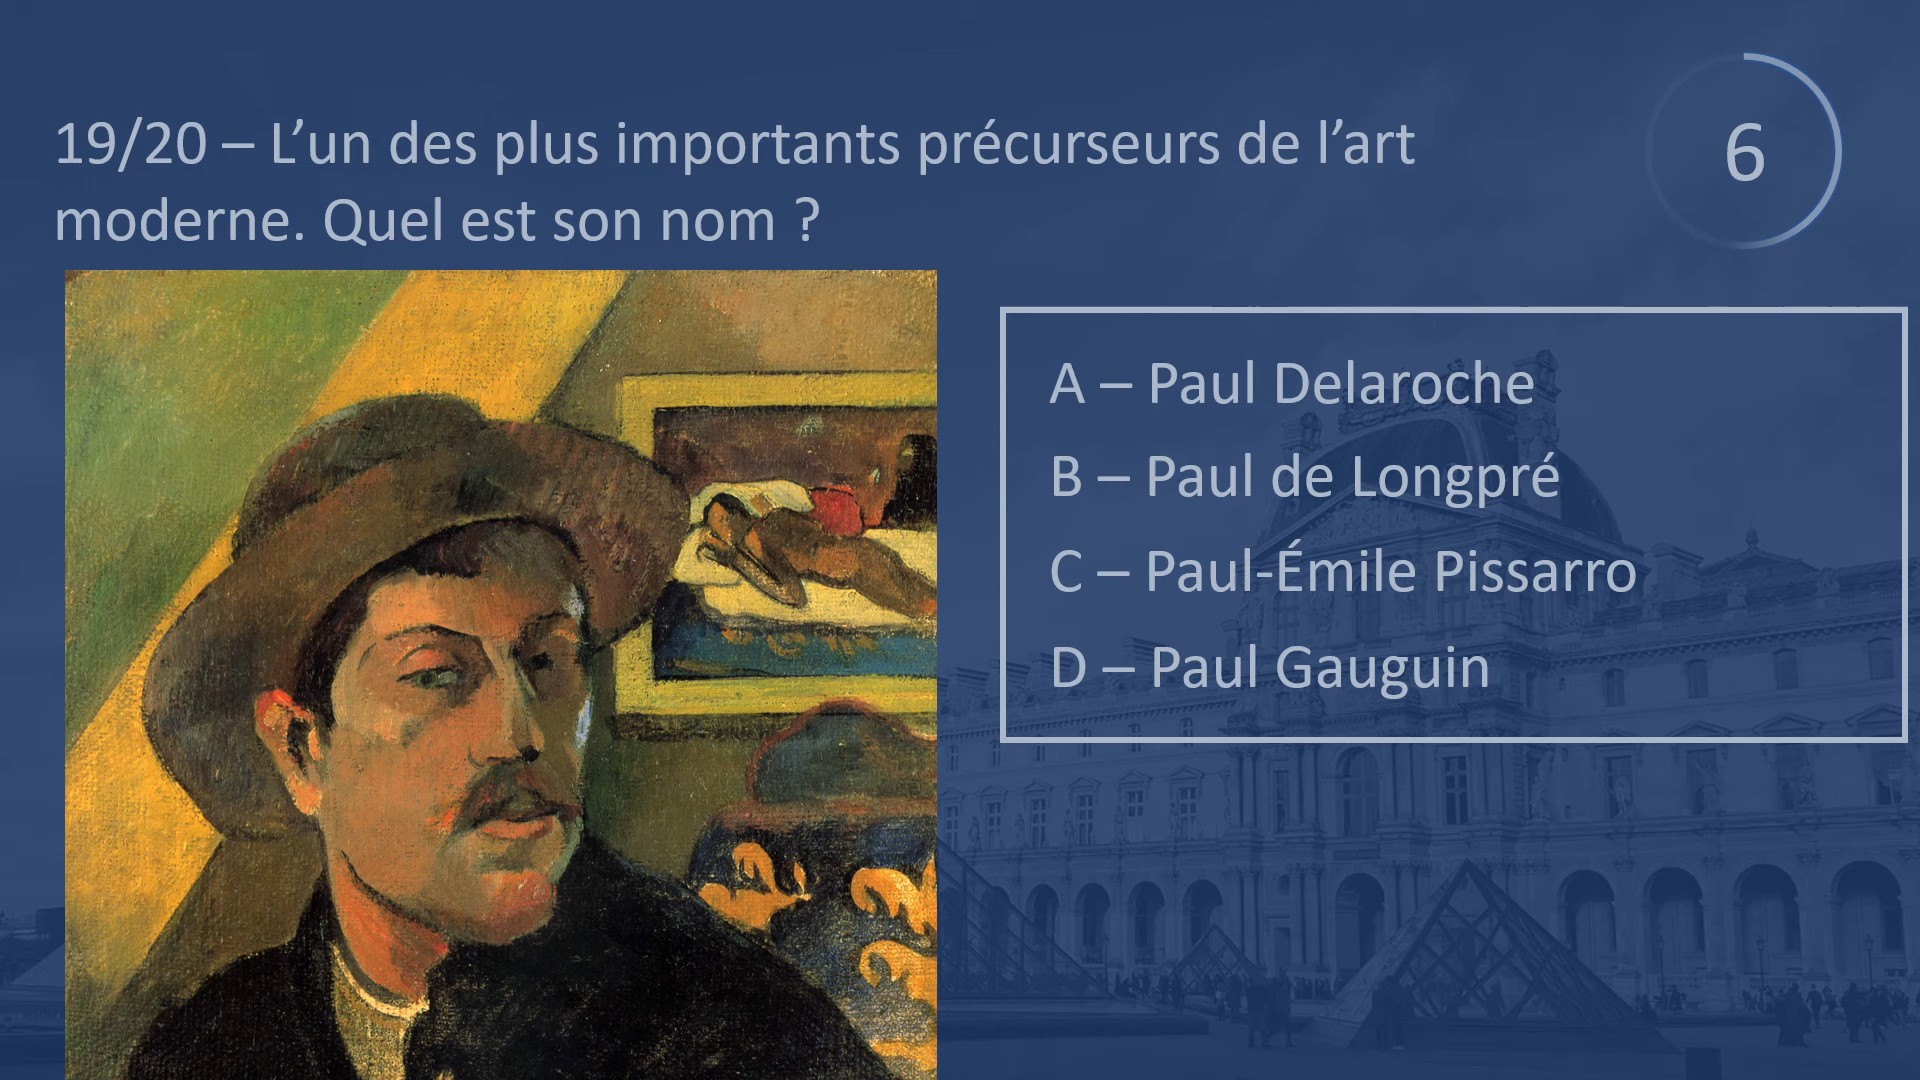 19/20 – L’un des plus importants précurseurs de l’art
moderne. Quel est son nom ?
6
A – Paul Delaroche
B – Paul de Longpré
C – Paul-Émile Pissarro
D – Paul Gauguin